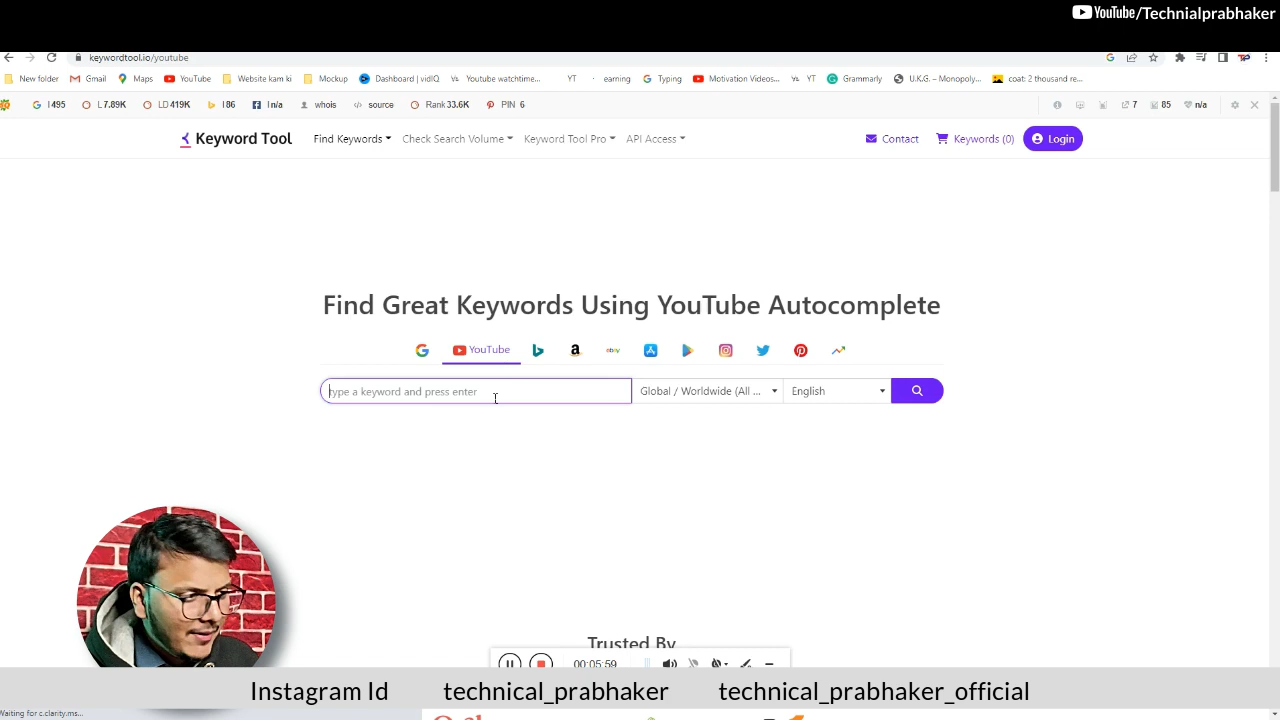 YouTube/Technialprabhaker
keywordtool.io/youtube
New folder Gmail Maps YouTube Website kam ki Mockup Dashboard | vidIQ Youtube watchtime... YT earning Typing Motivation Videos... YT Grammarly U.K.G. – Monopoly... coat: 2 thousand re...
I 495 L 7.89K LD 419K I 86 I n/a whois source Rank 33.6K PIN 6 7 85 n/a
Keyword Tool Find Keywords Check Search Volume Keyword Tool Pro API Access Contact Keywords (0) Login
Find Great Keywords Using YouTube Autocomplete
YouTube
Type a keyword and press enter Global / Worldwide (All ... English
Trusted By
00:05:59
Instagram Id technical_prabhaker technical_prabhaker_official
Waiting for c.clarity.ms...